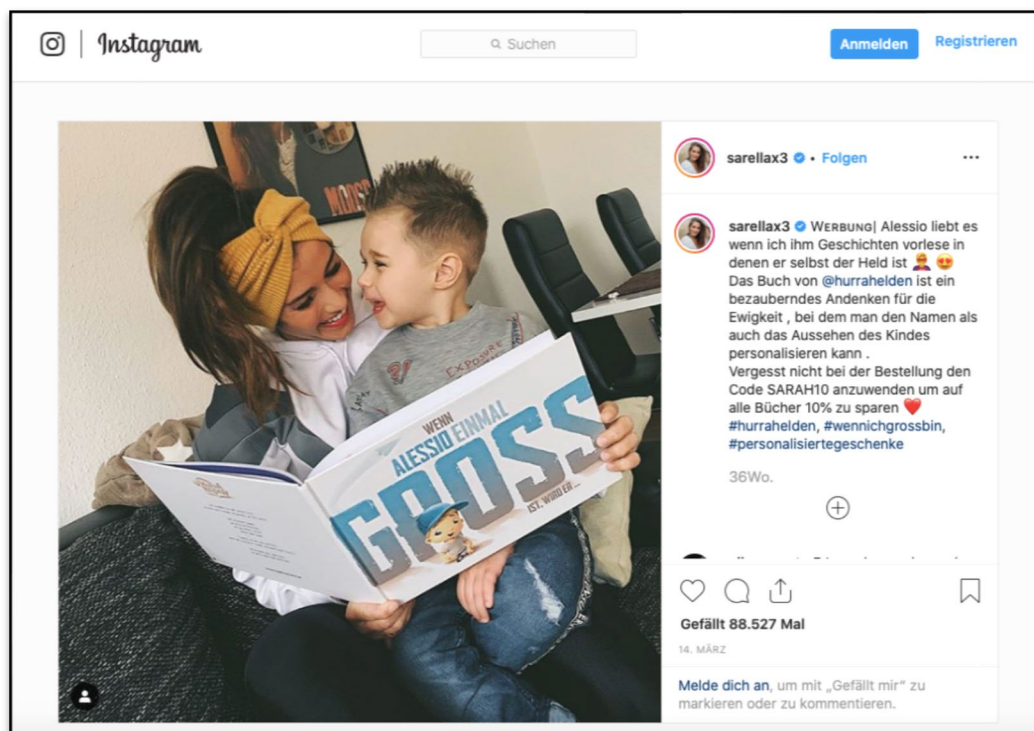 Instagram
Suchen
Anmelden
Registrieren
MOOST
EXPOSURE
WENN
ALESSIO EINMAL
GROSS
IST, WIRD ER ...
sarellax3 • Folgen
sarellax3 WERBUNG| Alessio liebt es
wenn ich ihm Geschichten vorlese in
denen er selbst der Held ist 🦸 😍
Das Buch von @hurrahelden ist ein
bezauberndes Andenken für die
Ewigkeit , bei dem man den Namen als
auch das Aussehen des Kindes
personalisieren kann .
Vergesst nicht bei der Bestellung den
Code SARAH10 anzuwenden um auf
alle Bücher 10% zu sparen ❤️
#hurrahelden, #wennichgrossbin,
#personalisiertegeschenke
36Wo.
Gefällt 88.527 Mal
14. MÄRZ
Melde dich an, um mit „Gefällt mir“ zu
markieren oder zu kommentieren.